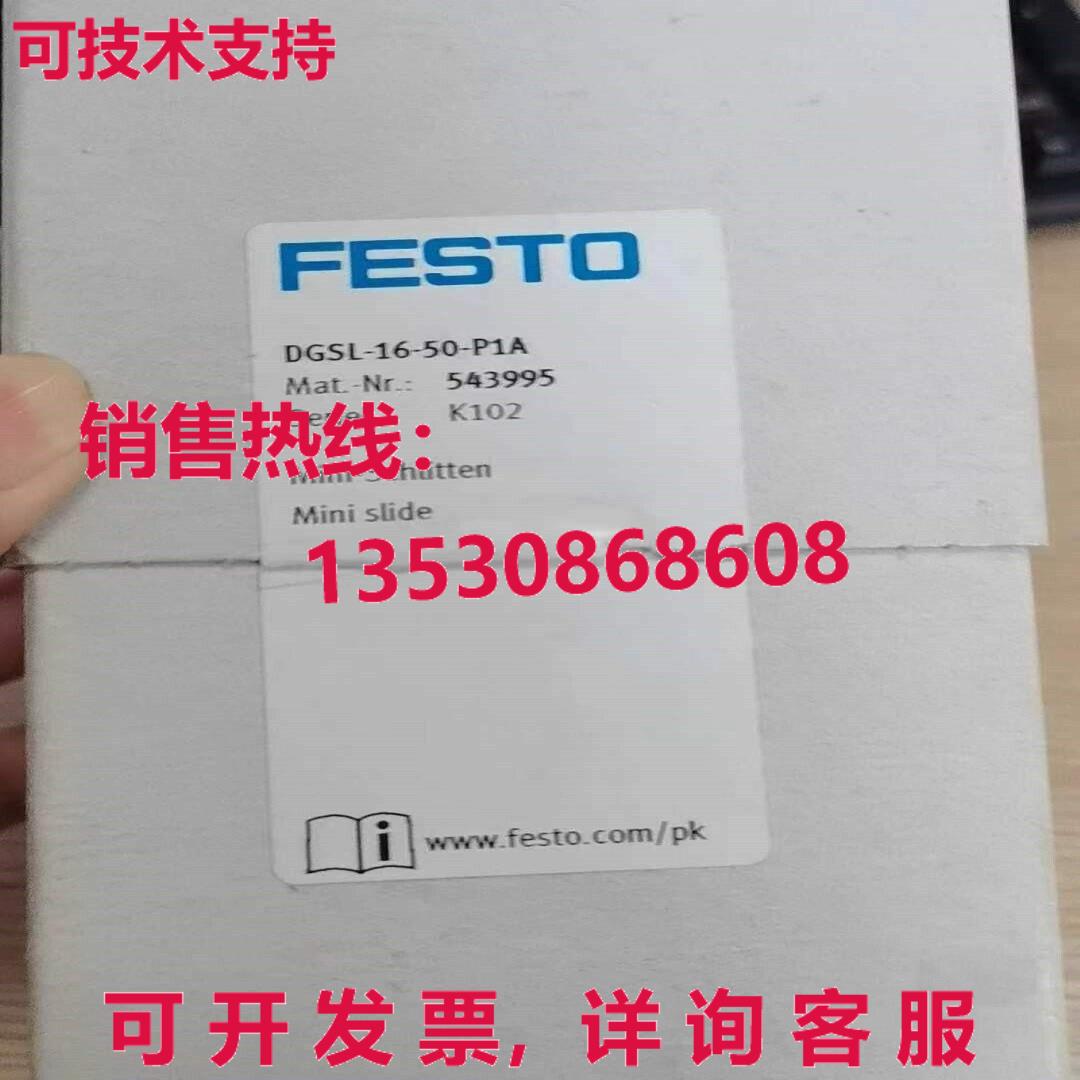 可技术支持
FESTO
DGSL-16-50-P1A
Mat.-Nr.: 543995
K102
销售热线：
Mini slide
13530868608
i www.festo.com/pk
可开发票, 详询客服